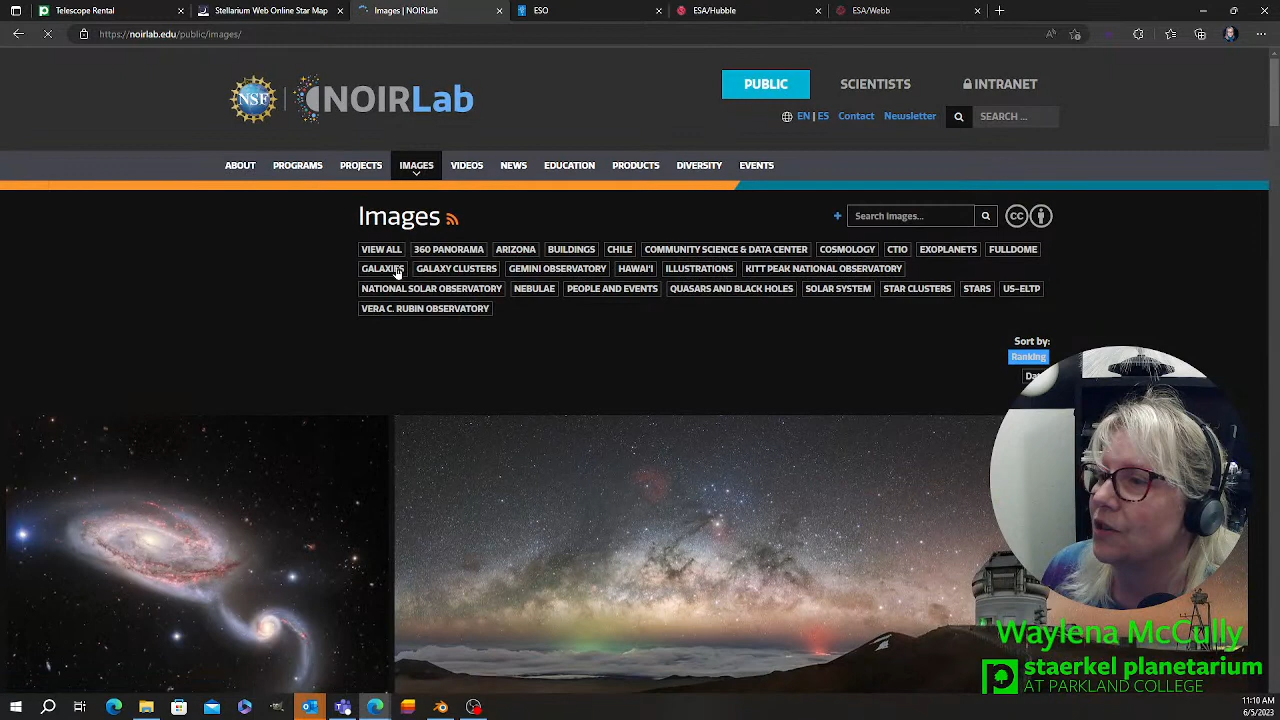 Telescope Rental
Stellarium Web Online Star Map
Images | NOIRLab
ESO
ESA/Hubble
ESA/Webb
https://noirlab.edu/public/images/
NSF
NOIRLab
PUBLIC
SCIENTISTS
INTRANET
EN | ES
Contact
Newsletter
SEARCH ...
ABOUT
PROGRAMS
PROJECTS
IMAGES
VIDEOS
NEWS
EDUCATION
PRODUCTS
DIVERSITY
EVENTS
Images
Search Images...
cc
VIEW ALL
360 PANORAMA
ARIZONA
BUILDINGS
CHILE
COMMUNITY SCIENCE & DATA CENTER
COSMOLOGY
CTIO
EXOPLANETS
FULLDOME
GALAXIES
GALAXY CLUSTERS
GEMINI OBSERVATORY
HAWAI'I
ILLUSTRATIONS
KITT PEAK NATIONAL OBSERVATORY
NATIONAL SOLAR OBSERVATORY
NEBULAE
PEOPLE AND EVENTS
QUASARS AND BLACK HOLES
SOLAR SYSTEM
STAR CLUSTERS
STARS
US-ELTP
VERA C. RUBIN OBSERVATORY
Sort by:
Ranking
Waylena McCully
staerkel planetarium
AT PARKLAND COLLEGE
11:10 AM
6/5/2023